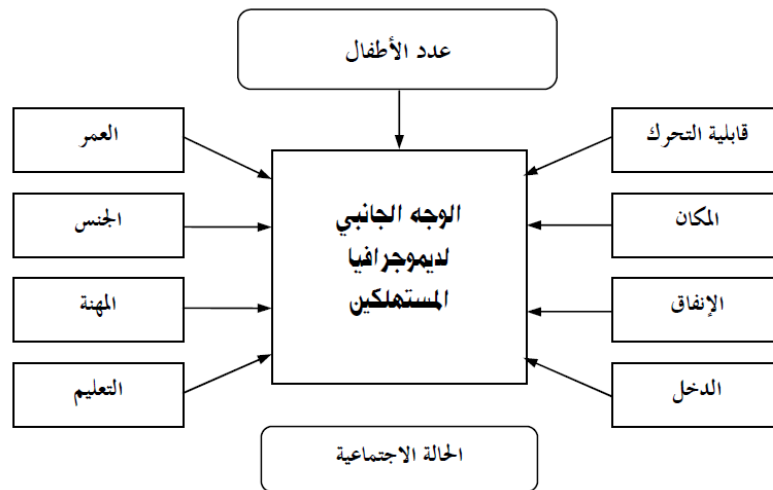 عدد الأطفال
قابلية التحرك
العمر
الوجه الجانبي
لديموجرافيا
المستهلكين
المكان
الجنس
الإنفاق
المهنة
الدخل
التعليم
الحالة الاجتماعية